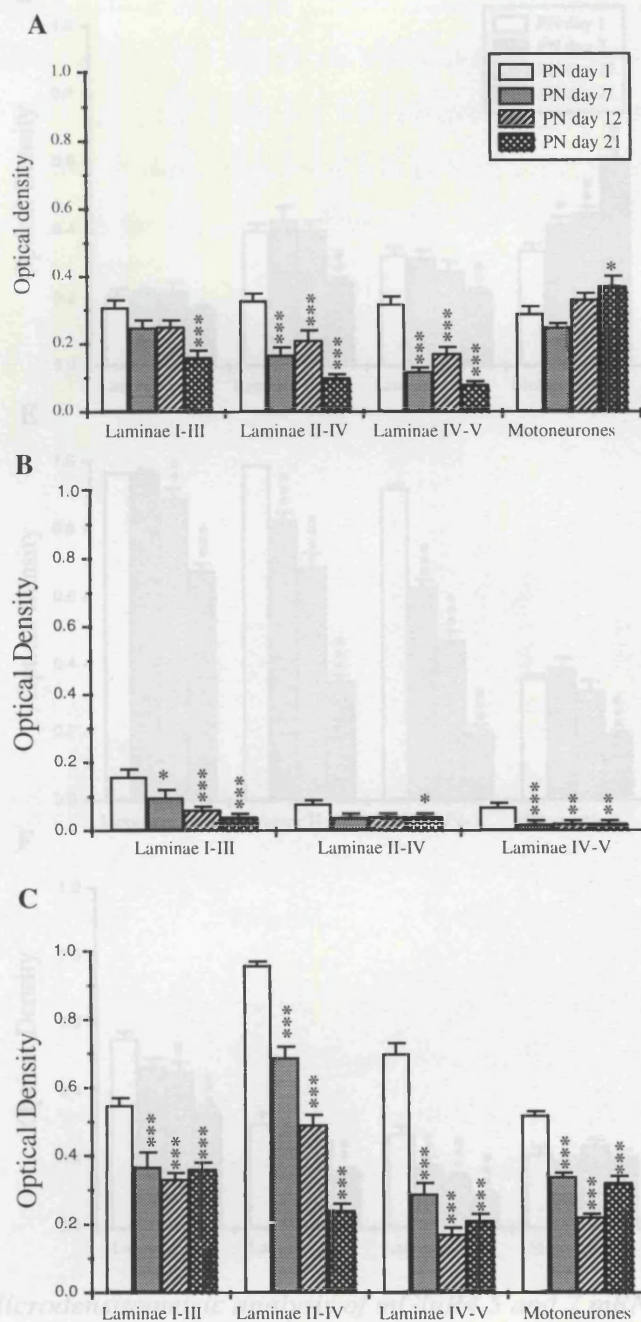 A
PN day 1
PN day 7
PN day 12
PN day 21
Optical density
1.0
0.8
0.6
0.4
0.2
0.0
***
*** *** ***
*** *** ***
*
Laminae I-III Laminae II-IV Laminae IV-V Motoneurones
B
Optical Density
1.0
0.8
0.6
0.4
0.2
0.0
* *** ***
*
*** ** **
Laminae I-III Laminae II-IV Laminae IV-V
C
Optical Density
1.0
0.8
0.6
0.4
0.2
0.0
*** *** ***
*** *** ***
*** *** ***
*** *** ***
Laminae I-III Laminae II-IV Laminae IV-V Motoneurones